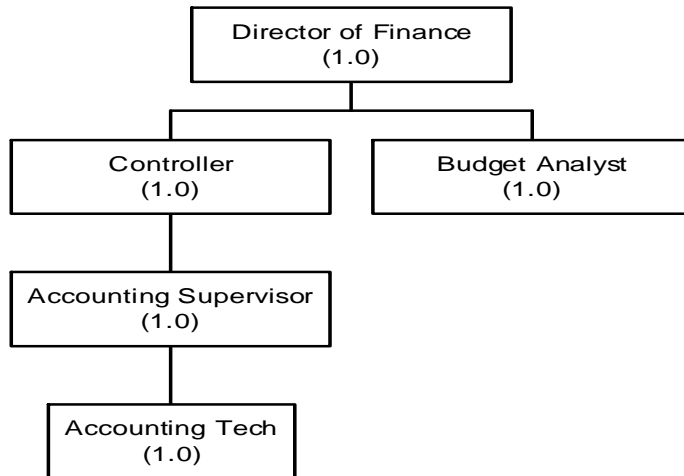 Director of Finance
(1.0)
Controller
(1.0)
Budget Analyst
(1.0)
Accounting Supervisor
(1.0)
Accounting Tech
(1.0)